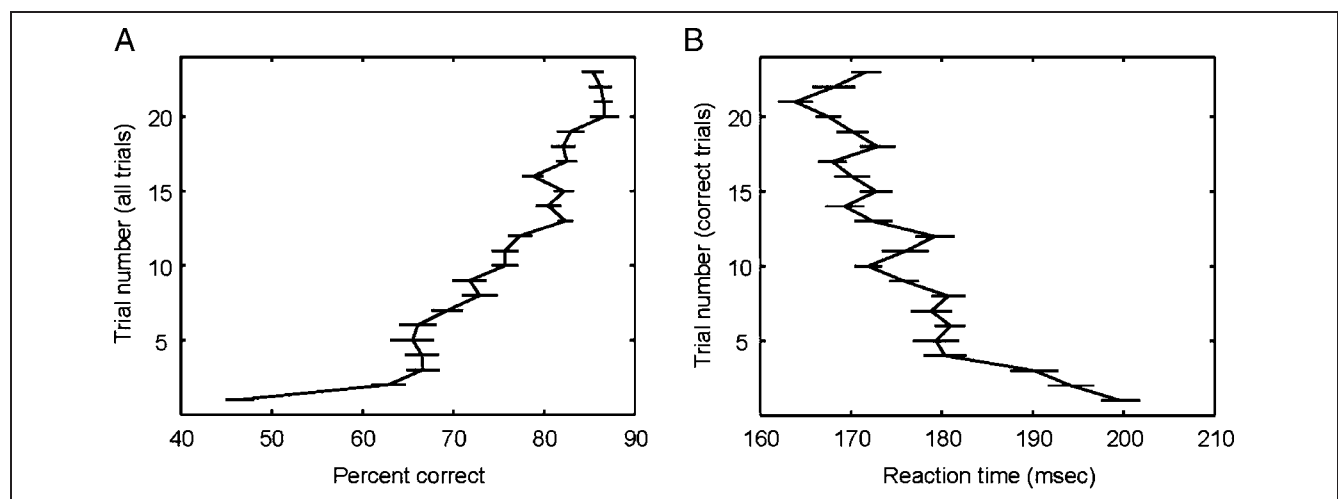 A
B
Trial number (all trials)
20
15
10
5
40 50 60 70 80 90
Percent correct
Trial number (correct trials)
20
15
10
5
160 170 180 190 200 210
Reaction time (msec)